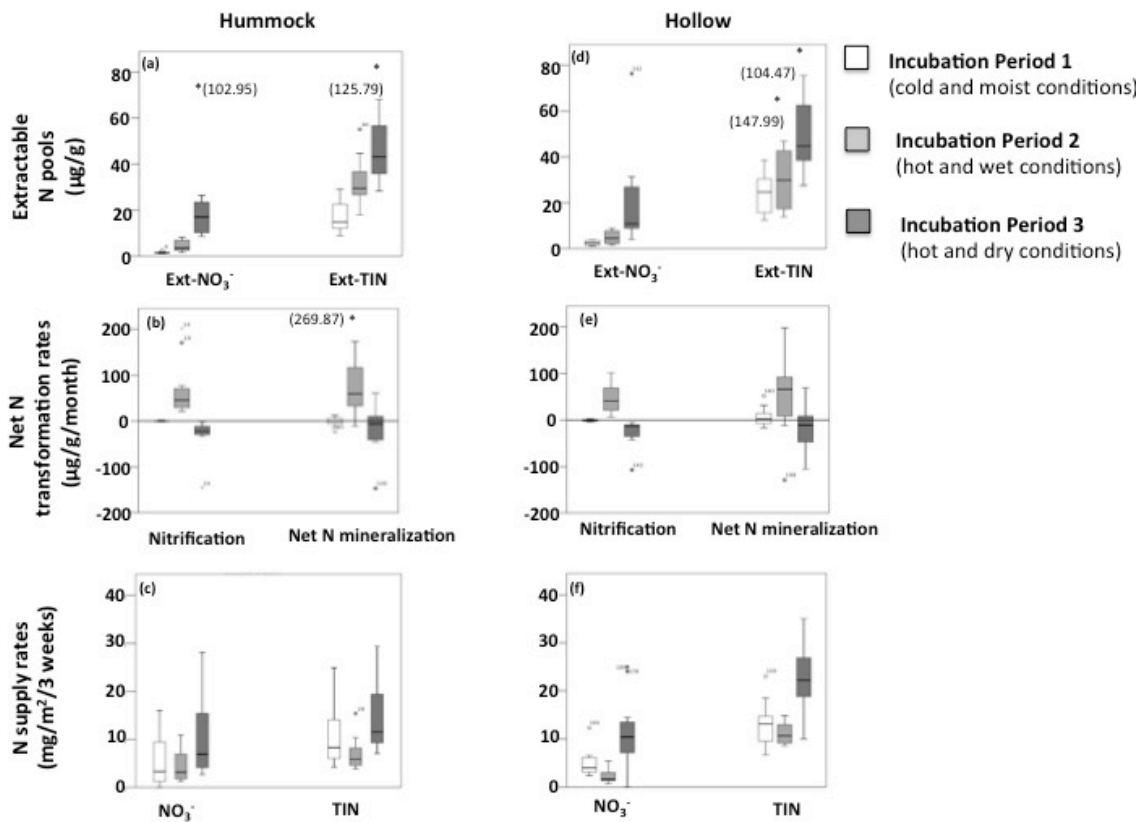 Hummock
Hollow
Extractable
N pools
(µg/g)
(a)
80
60
40
20
0
(102.95)
(125.79)
Ext-NO₃⁻
Ext-TIN
(d)
80
60
40
20
0
(104.47)
(147.99)
Ext-NO₃⁻
Ext-TIN
Incubation Period 1
(cold and moist conditions)
Incubation Period 2
(hot and wet conditions)
Incubation Period 3
(hot and dry conditions)
Net N
transformation rates
(µg/g/month)
(b)
200
100
0
-100
-200
(269.87)
Nitrification
Net N mineralization
(e)
200
100
0
-100
-200
Nitrification
Net N mineralization
N supply rates
(mg/m²/3 weeks)
(c)
40
30
20
10
0
NO₃⁻
TIN
(f)
40
30
20
10
0
NO₃⁻
TIN